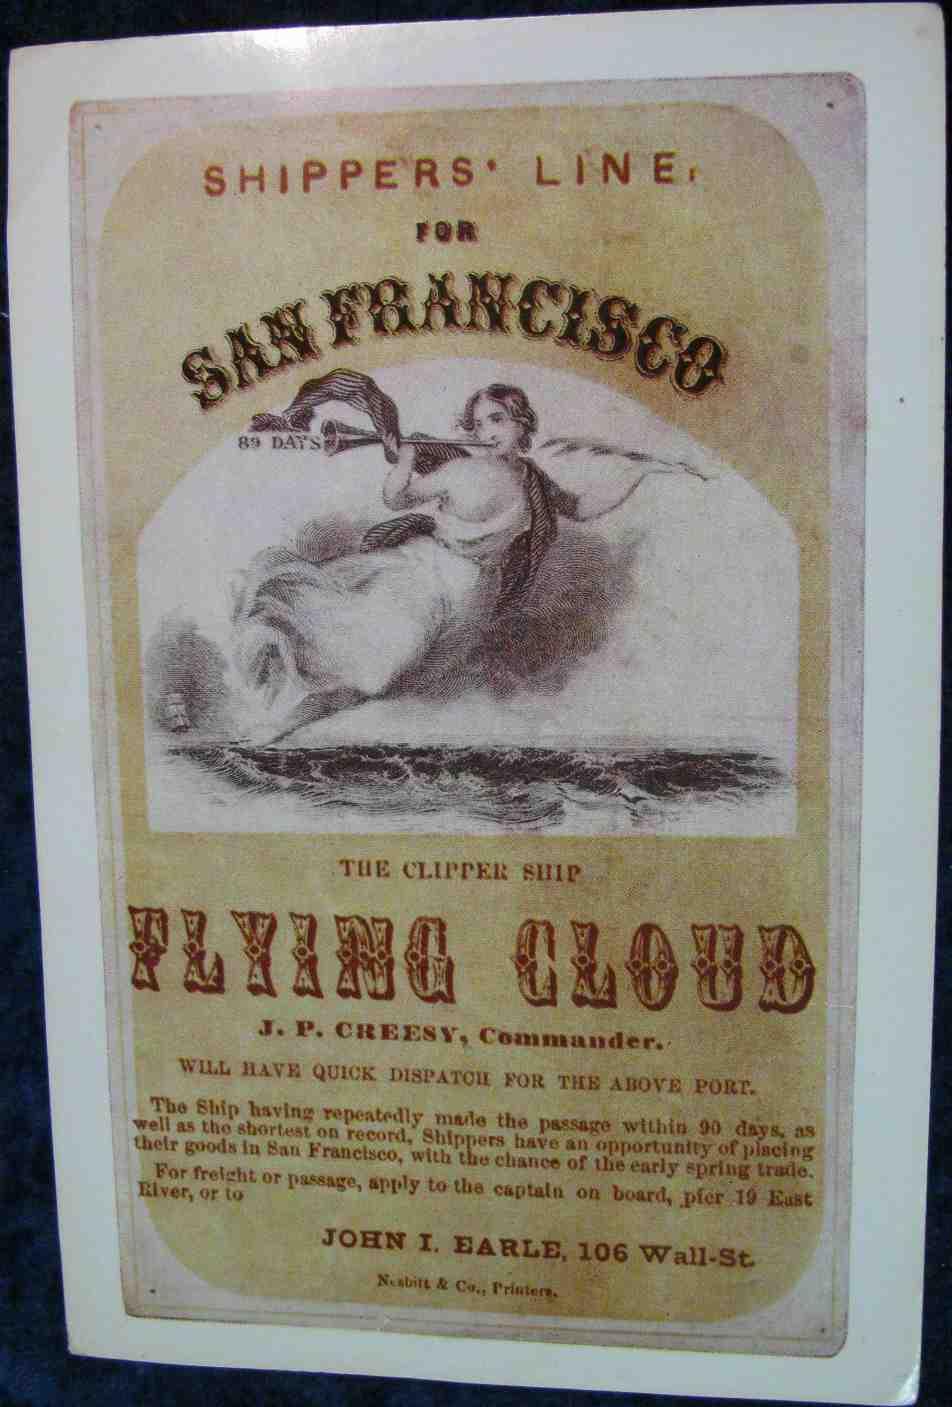 SHIPPERS' LINE,
FOR
SAN FRANCISCO
89 DAYS
THE CLIPPER SHIP
FLYING CLOUD
J. P. CREESY, Commander.
WILL HAVE QUICK DISPATCH FOR THE ABOVE PORT.
The Ship having repeatedly made the passage within 90 days, as
well as the shortest on record, Shippers have an opportunity of placing
their goods in San Francisco, with the chance of the early spring trade.
For freight or passage, apply to the captain on board, pier 19 East
River, or to
JOHN I. EARLE, 106 Wall-St.
Nesbitt & Co., Printers.